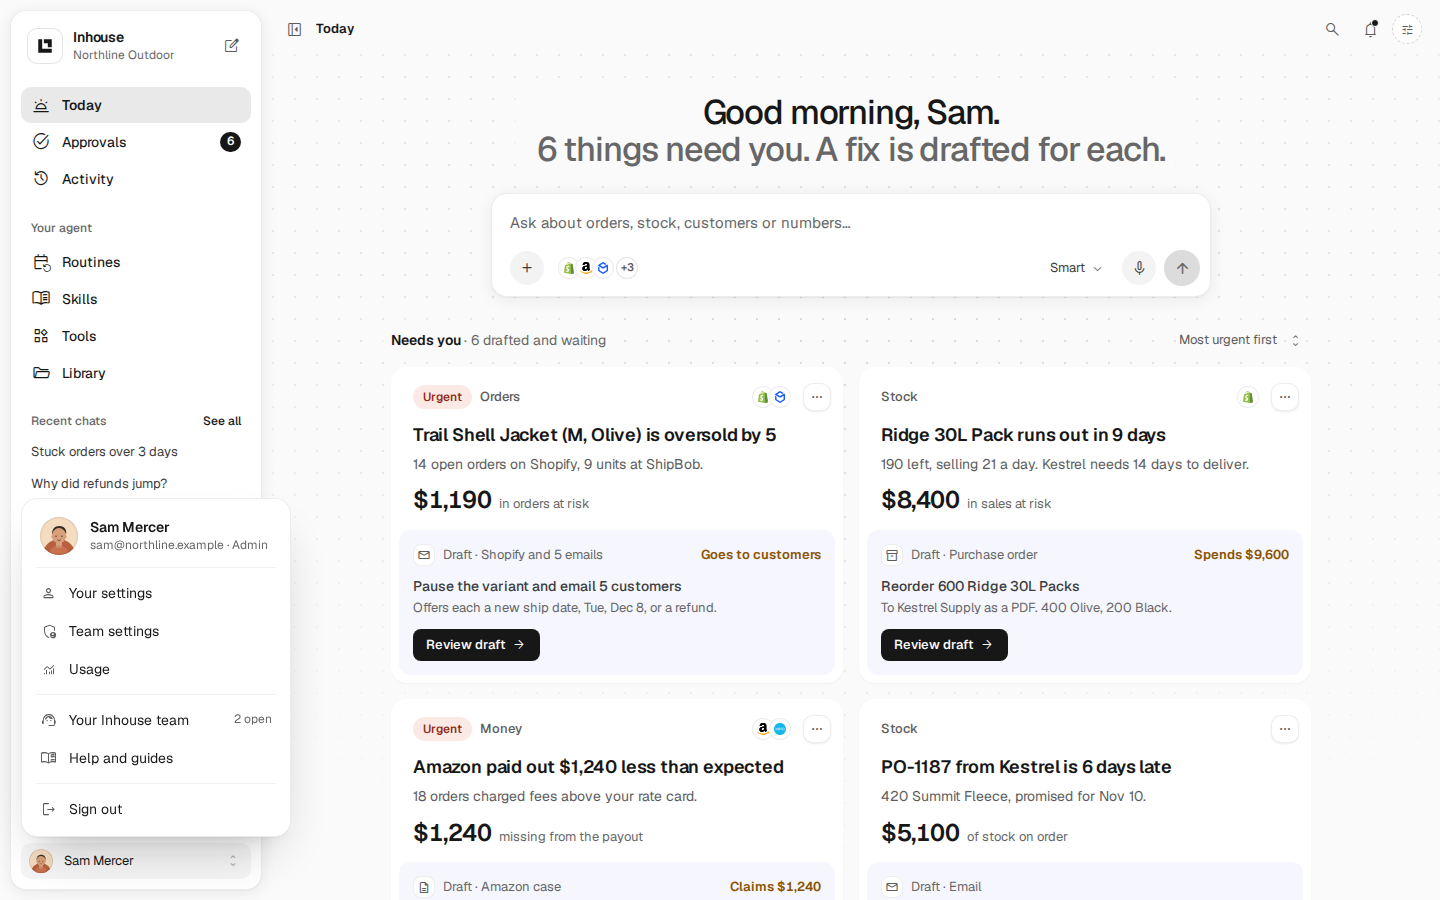 Inhouse
Northline Outdoor
Today
Approvals
6
Activity
Your agent
Routines
Skills
Tools
Library
Recent chats
See all
Stuck orders over 3 days
Why did refunds jump?
Sam Mercer
sam@northline.example · Admin
Your settings
Team settings
Usage
Your Inhouse team
2 open
Help and guides
Sign out
Sam Mercer
Today
Good morning, Sam.
6 things need you. A fix is drafted for each.
Ask about orders, stock, customers or numbers...
+3
Smart
Needs you · 6 drafted and waiting
Most urgent first
Urgent
Orders
Trail Shell Jacket (M, Olive) is oversold by 5
14 open orders on Shopify, 9 units at ShipBob.
$1,190 in orders at risk
Draft · Shopify and 5 emails
Goes to customers
Pause the variant and email 5 customers
Offers each a new ship date, Tue, Dec 8, or a refund.
Review draft
Stock
Ridge 30L Pack runs out in 9 days
190 left, selling 21 a day. Kestrel needs 14 days to deliver.
$8,400 in sales at risk
Draft · Purchase order
Spends $9,600
Reorder 600 Ridge 30L Packs
To Kestrel Supply as a PDF. 400 Olive, 200 Black.
Review draft
Urgent
Money
Amazon paid out $1,240 less than expected
18 orders charged fees above your rate card.
$1,240 missing from the payout
Draft · Amazon case
Claims $1,240
Stock
PO-1187 from Kestrel is 6 days late
420 Summit Fleece, promised for Nov 10.
$5,100 of stock on order
Draft · Email